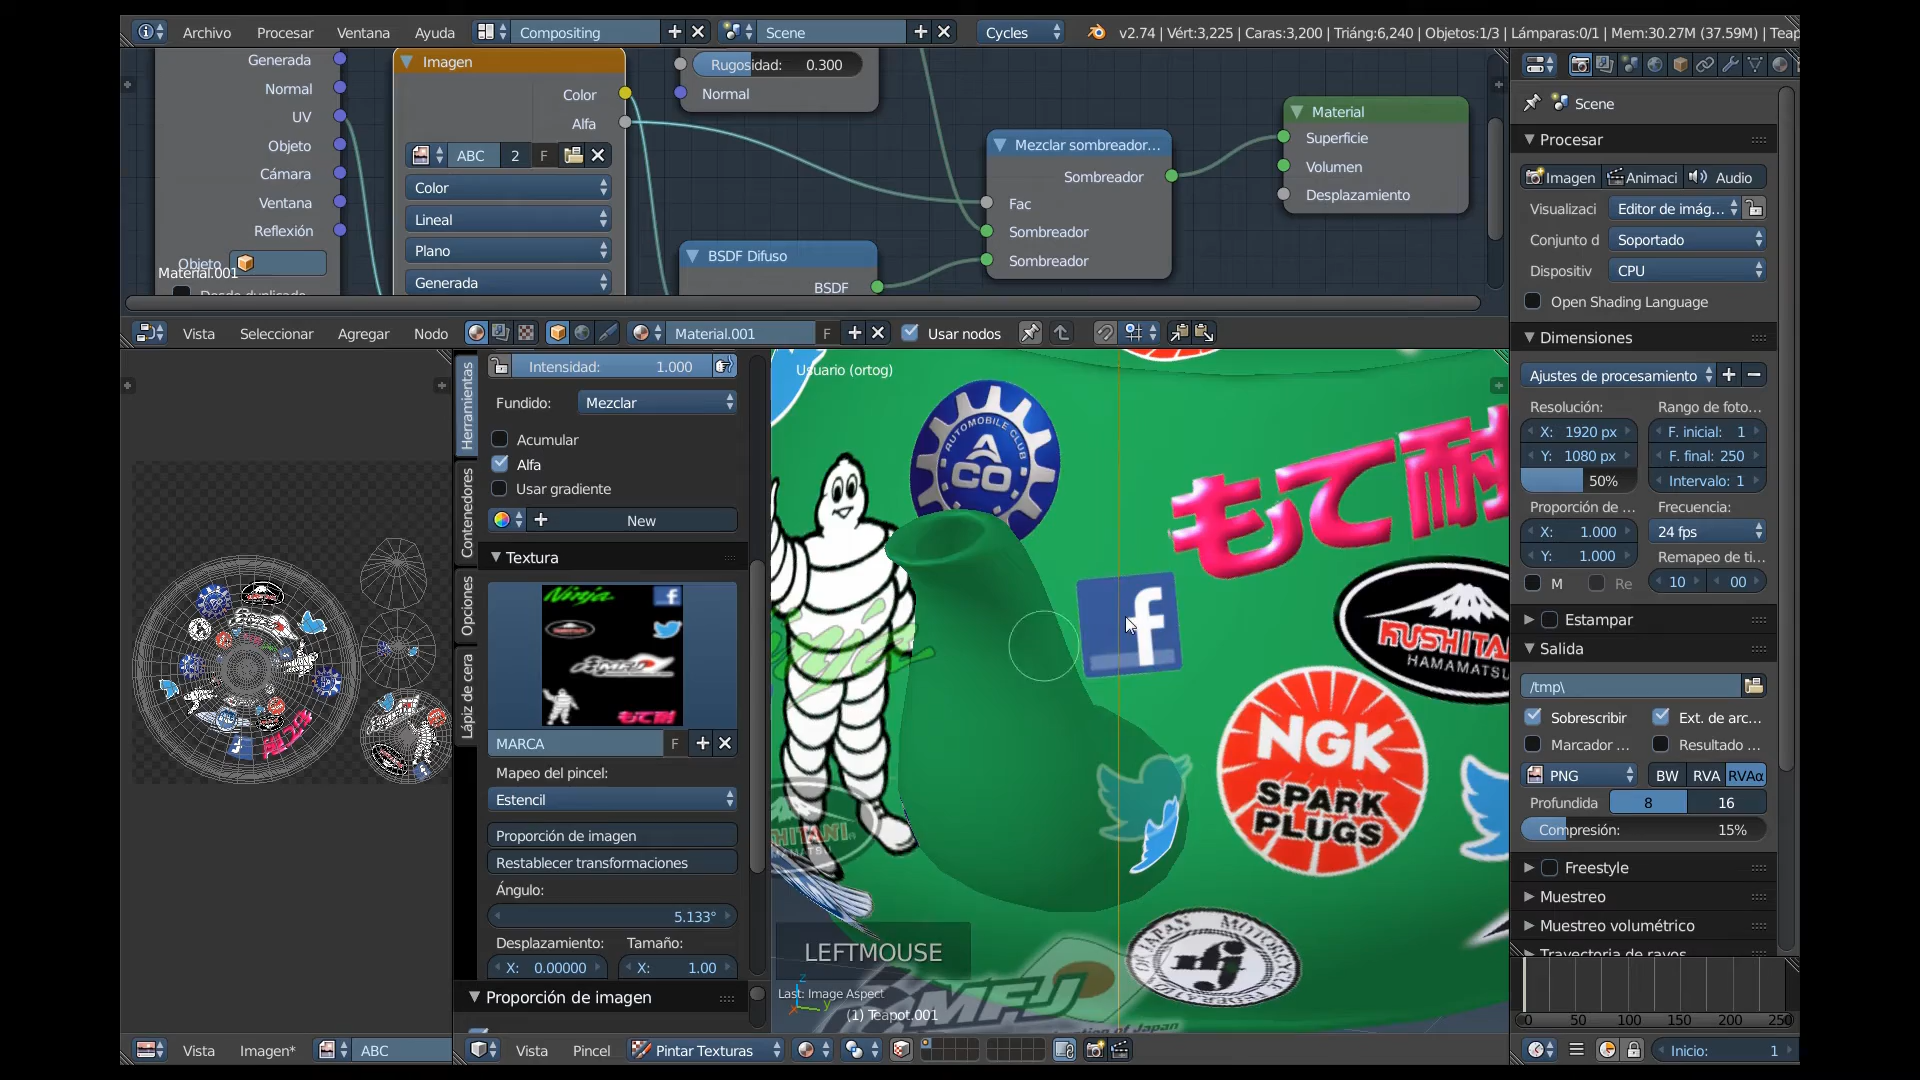 Archivo Procesar Ventana Ayuda Compositing Scene Cycles v2.74 | Vért:3,225 | Caras:3,200 | Triáng:6,240 | Objetos:1/3 | Lámparas:0/1 | Mem:30.27M (37.59M) | Teap
Generada
Normal
UV
Objeto
Cámara
Ventana
Reflexión
Objeto
Material.001
Desde duplicado
Imagen
Color
Alfa
ABC 2 F
Color
Lineal
Plano
Generada
Rugosidad: 0.300
Normal
BSDF Difuso
BSDF
Mezclar sombreador...
Sombreador
Fac
Sombreador
Sombreador
Material
Superficie
Volumen
Desplazamiento
Vista Seleccionar Agregar Nodo Material.001 F Usar nodos
Herramientas
Contenedores
Opciones
Lápiz de cera
Intensidad: 1.000
Fundido: Mezclar
Acumular
Alfa
Usar gradiente
New
Textura
Ninja
f
もて耐
MARCA F
Mapeo del pincel:
Estencil
Proporción de imagen
Restablecer transformaciones
Ángulo:
5.133°
Desplazamiento: Tamaño:
X: 0.00000 X: 1.00
Proporción de imagen
Usuario (ortog)
AUTOMOBILE CLUB
A
CO
もて耐
f
KUSHITANI
HAMAMATSU
NGK
SPARK
PLUGS
LEFTMOUSE
Last: Image Aspect
(1) Teapot.001
z
y
MFJ
Vista Imagen* ABC
Vista Pincel Pintar Texturas
Scene
Procesar
Imagen Animaci Audio
Visualizaci Editor de imág...
Conjunto d Soportado
Dispositiv CPU
Open Shading Language
Dimensiones
Ajustes de procesamiento
Resolución: Rango de foto...
X: 1920 px F. inicial: 1
Y: 1080 px F. final: 250
50% Intervalo: 1
Proporción de ... Frecuencia:
X: 1.000 24 fps
Y: 1.000 Remapeo de ti...
M Re 10 00
Estampar
Salida
/tmp\
Sobrescribir Ext. de arc...
Marcador ... Resultado ...
PNG BW RVA RVAα
Profundida 8 16
Compresión: 15%
Freestyle
Muestreo
Muestreo volumétrico
Trayectoria de rayos
0 50 100 150 200 250
Inicio: 1